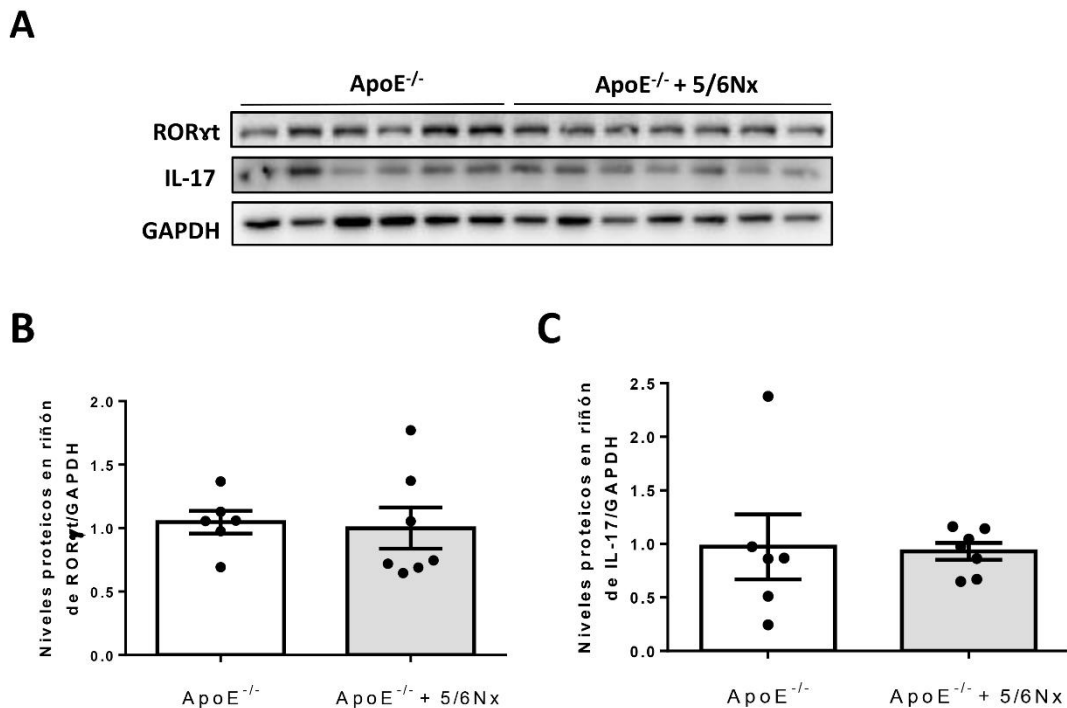 A
ApoE-/-
ApoE-/- + 5/6Nx
RORɤt
IL-17
GAPDH
B
Niveles proteicos en riñón
de RORɤt/GAPDH
2.0
1.5
1.0
0.5
0.0
ApoE-/-
ApoE-/- + 5/6Nx
C
Niveles proteicos en riñón
de IL-17/GAPDH
2.5
2.0
1.5
1.0
0.5
0.0
ApoE-/-
ApoE-/- + 5/6Nx